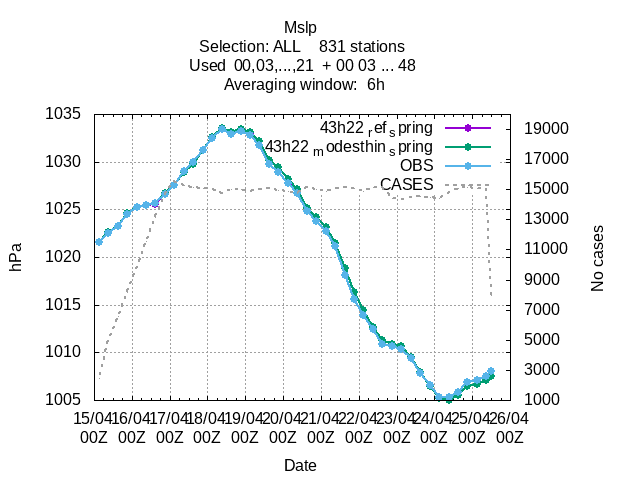 Mslp
Selection: ALL 831 stations
Used 00,03,...,21 + 00 03 ... 48
Averaging window: 6h
1035
1030
1025
1020
1015
1010
1005
hPa
19000
17000
15000
13000
11000
9000
7000
5000
3000
1000
No cases
43h22 refspring
43h22 modesthinspring
OBS
CASES
15/04 16/04 17/04 18/04 19/04 20/04 21/04 22/04 23/04 24/04 25/04 26/04
00Z 00Z 00Z 00Z 00Z 00Z 00Z 00Z 00Z 00Z 00Z 00Z
Date